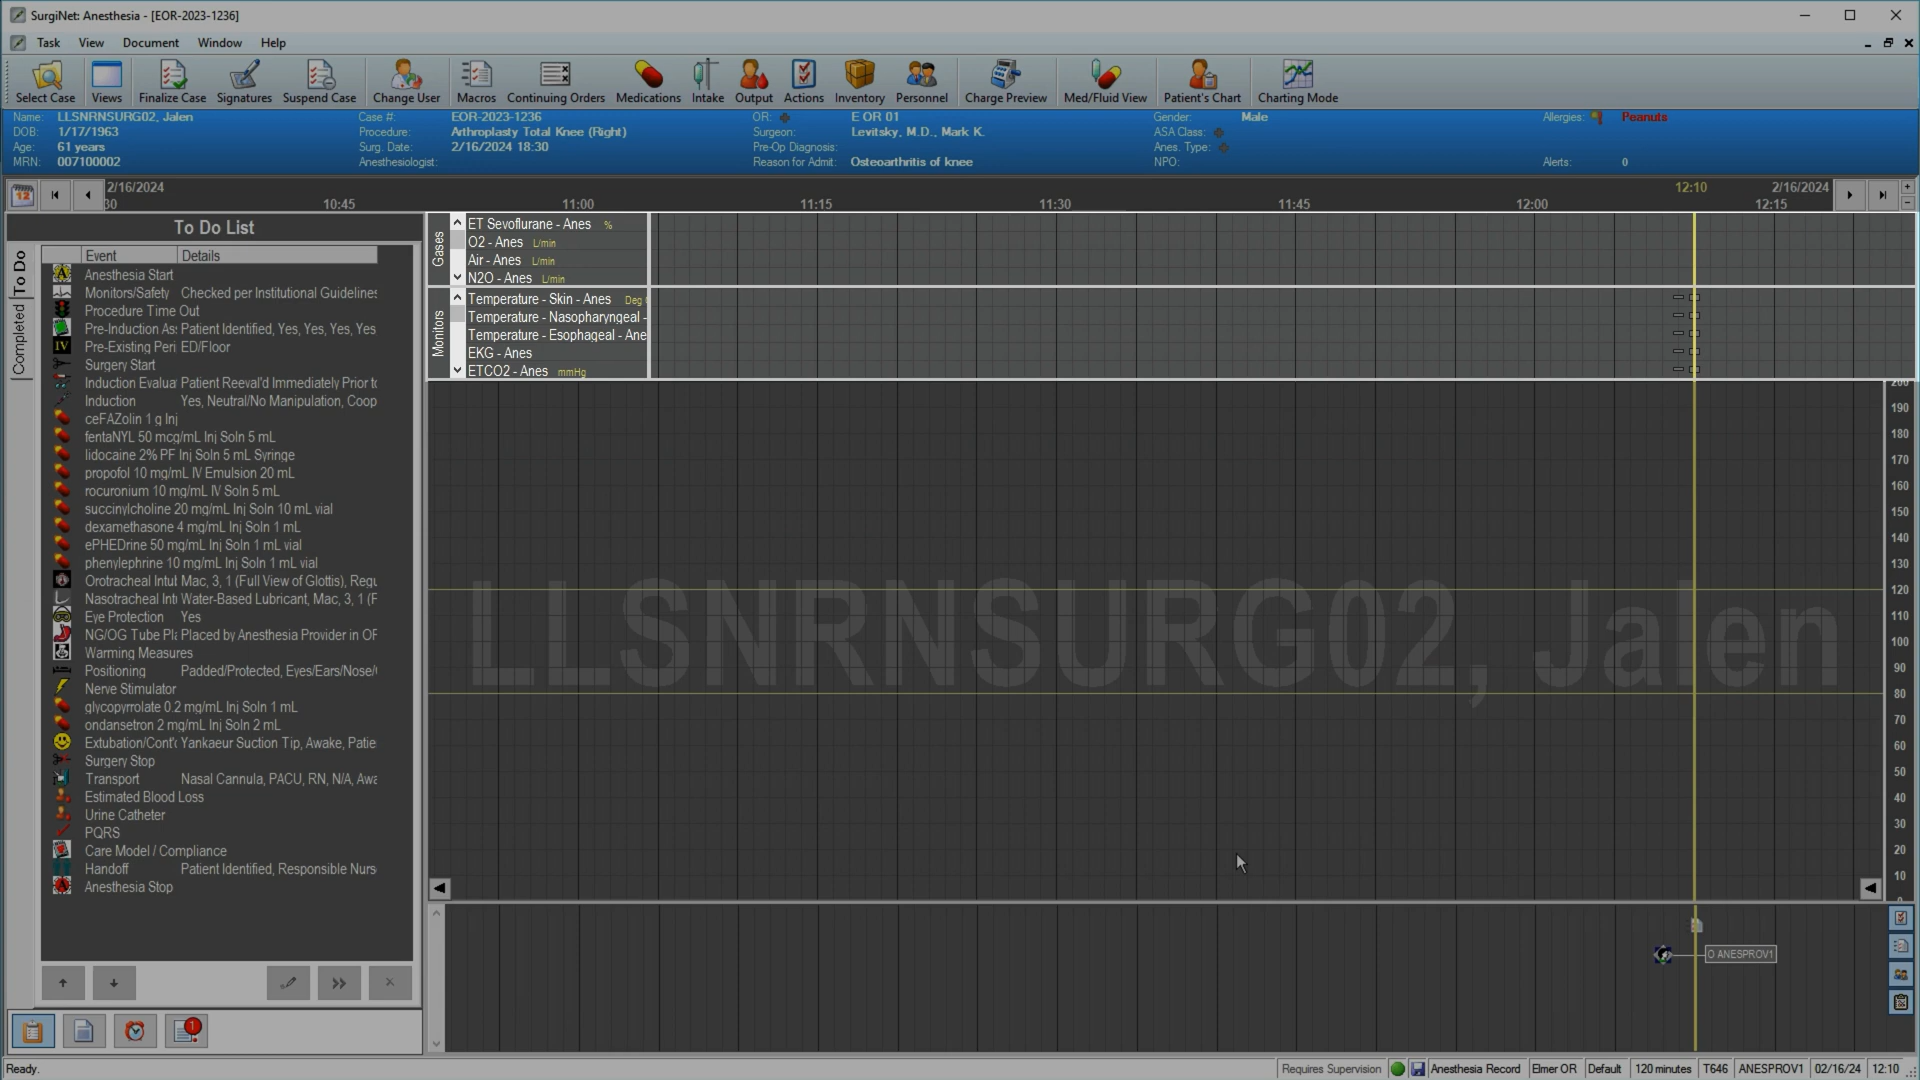 SurgiNet: Anesthesia - [EOR-2023-1236]
Task View Document Window Help
Select Case Views Finalize Case Signatures Suspend Case Change User Macros Continuing Orders Medications Intake Output Actions Inventory Personnel Charge Preview Med/Fluid View Patient's Chart Charting Mode
Name: LLSNRNSURG02, Jalen Case #: EOR-2023-1236 OR: E OR 01 Gender: Male Allergies: Peanuts
DOB: 1/17/1963 Procedure: Arthroplasty Total Knee (Right) Surgeon: Levitsky, M.D., Mark K. ASA Class:
Age: 61 years Surg. Date: 2/16/2024 18:30 Pre-Op Diagnosis: Anes. Type:
MRN: 007100002 Anesthesiologist: Reason for Admit: Osteoarthritis of knee NPO: Alerts: 0
12 2/16/2024 12:10 2/16/2024
30 10:45 11:00 11:15 11:30 11:45 12:00 12:15
To Do List
To Do
Completed
Event Details
Anesthesia Start
Monitors/Safety Checked per Institutional Guidelines
Procedure Time Out
Pre-Induction As: Patient Identified, Yes, Yes, Yes, Yes
IV Pre-Existing Peri ED/Floor
Surgery Start
Induction Evalua Patient Reeval'd Immediately Prior to
Induction Yes, Neutral/No Manipulation, Coop
ceFAZolin 1 g Inj
fentaNYL 50 mcg/mL Inj Soln 5 mL
lidocaine 2% PF Inj Soln 5 mL Syringe
propofol 10 mg/mL IV Emulsion 20 mL
rocuronium 10 mg/mL IV Soln 5 mL
succinylcholine 20 mg/mL Inj Soln 10 mL vial
dexamethasone 4 mg/mL Inj Soln 1 mL
ePHEDrine 50 mg/mL Inj Soln 1 mL vial
phenylephrine 10 mg/mL Inj Soln 1 mL vial
Orotracheal Intul Mac, 3, 1 (Full View of Glottis), Regu
Nasotracheal Inti Water-Based Lubricant, Mac, 3, 1 (F
Eye Protection Yes
NG/OG Tube Pl: Placed by Anesthesia Provider in OF
Warming Measures
Positioning Padded/Protected, Eyes/Ears/Nose/(
Nerve Stimulator
glycopyrrolate 0.2 mg/mL Inj Soln 1 mL
ondansetron 2 mg/mL Inj Soln 2 mL
Extubation/Cont'( Yankaeur Suction Tip, Awake, Patie
Surgery Stop
Transport Nasal Cannula, PACU, RN, N/A, Awa
Estimated Blood Loss
Urine Catheter
PQRS
Care Model / Compliance
Handoff Patient Identified, Responsible Nurs
Anesthesia Stop
1
Gases
ET Sevoflurane - Anes %
O2 - Anes L/min
Air - Anes L/min
N2O - Anes L/min
Monitors
Temperature - Skin - Anes Deg
Temperature - Nasopharyngeal -
Temperature - Esophageal - Ane
EKG - Anes
ETCO2 - Anes mmHg
200
190
180
170
160
150
140
130
120
110
100
90
80
70
60
50
40
30
20
10
0
LLSNRNSURG02, Jalen
O ANESPROV1
Ready. Requires Supervision Anesthesia Record Elmer OR Default 120 minutes T646 ANESPROV1 02/16/24 12:10